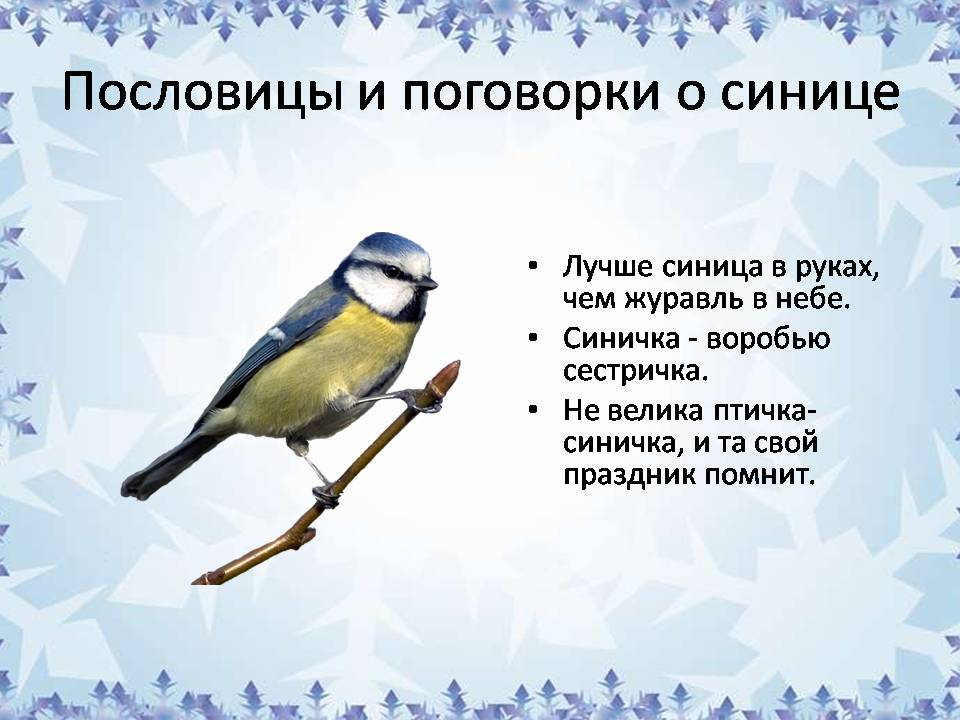 Пословицы и поговорки о синице
• Лучше синица в руках,
чем журавль в небе.
• Синичка - воробью
сестричка.
• Не велика птичка-
синичка, и та свой
праздник помнит.